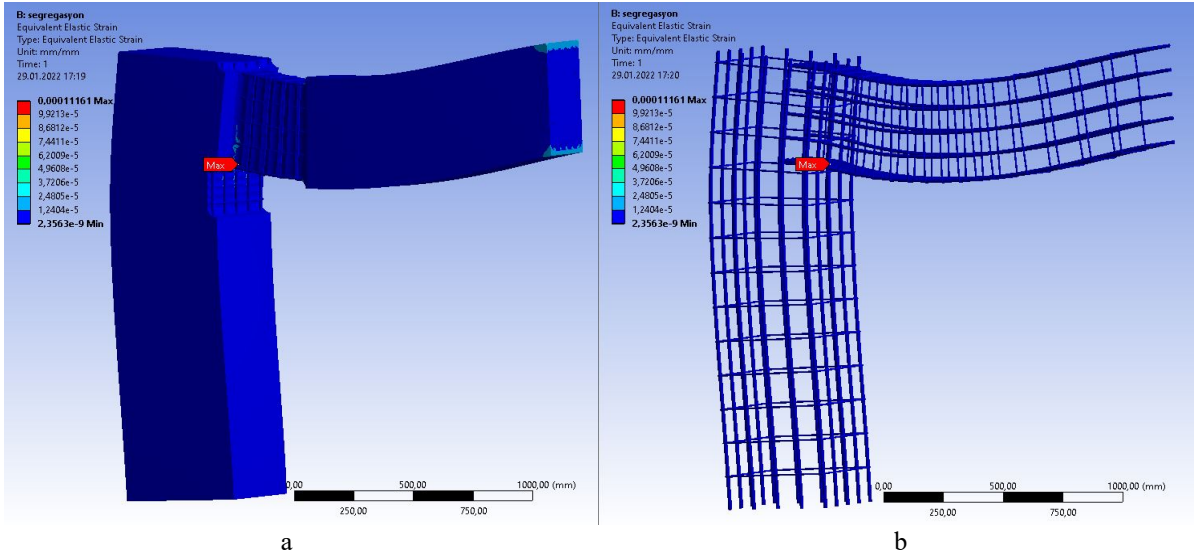 B: segregasyon
Equivalent Elastic Strain
Type: Equivalent Elastic Strain
Unit: mm/mm
Time: 1
29.01.2022 17:19
0,00011161 Max
9,9213e-5
8,6812e-5
7,4411e-5
6,2009e-5
4,9608e-5
3,7206e-5
2,4805e-5
1,2404e-5
2,3563e-9 Min
Max
0,00 500,00 1000,00 (mm)
250,00 750,00
a
B: segregasyon
Equivalent Elastic Strain
Type: Equivalent Elastic Strain
Unit: mm/mm
Time: 1
29.01.2022 17:20
0,00011161 Max
9,9213e-5
8,6812e-5
7,4411e-5
6,2009e-5
4,9608e-5
3,7206e-5
2,4805e-5
1,2404e-5
2,3563e-9 Min
Max
0,00 500,00 1000,00 (mm)
250,00 750,00
b